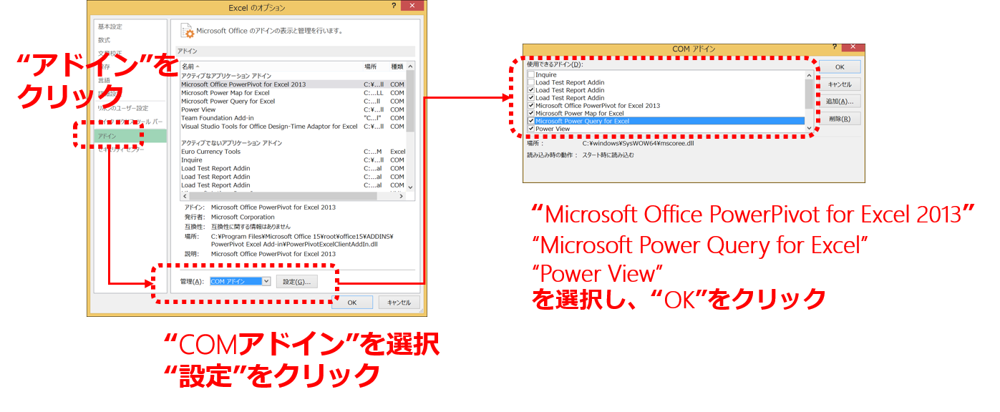 Excel のオプション
? ×
基本設定
数式
文章校正
保存
言語
詳細設定
リボンのユーザー設定
クイック アクセス ツール バー
アドイン
セキュリティ センター
“アドイン”を
クリック
Microsoft Office のアドインの表示と管理を行います。
アドイン
名前 場所 種類
アクティブなアプリケーション アドイン
Microsoft Office PowerPivot for Excel 2013 C:¥...ll COM
Microsoft Power Map for Excel C:...LL COM
Microsoft Power Query for Excel C:...ll COM
Power View C:¥...ll COM
Team Foundation Add-in "C...l" COM
Visual Studio Tools for Office Design-Time Adaptor for Excel C:¥...ll COM
アクティブでないアプリケーション アドイン
Euro Currency Tools C:...M Excel
Inquire C:¥...ll COM
Load Test Report Addin C:...al COM
Load Test Report Addin C:...al COM
Load Test Report Addin C:...al COM
アドイン: Microsoft Office PowerPivot for Excel 2013
発行者: Microsoft Corporation
互換性: 互換性に関する情報はありません
場所: C:¥Program Files¥Microsoft Office 15¥root¥office15¥ADDINS¥
PowerPivot Excel Add-in¥PowerPivotExcelClientAddIn.dll
説明: Microsoft Office PowerPivot for Excel 2013
管理(A): COM アドイン 設定(G)...
OK キャンセル
“COMアドイン”を選択
“設定”をクリック
COM アドイン
? ×
使用できるアドイン(D):
Inquire
Load Test Report Addin
Load Test Report Addin
Load Test Report Addin
Microsoft Office PowerPivot for Excel 2013
Microsoft Power Map for Excel
Microsoft Power Query for Excel
Power View
OK
キャンセル
追加(A)...
削除(R)
場所 : C:¥windows¥SysWOW64¥mscoree.dll
読み込み時の動作 : スタート時に読み込む
“Microsoft Office PowerPivot for Excel 2013”
“Microsoft Power Query for Excel”
“Power View”
を選択し、“OK”をクリック